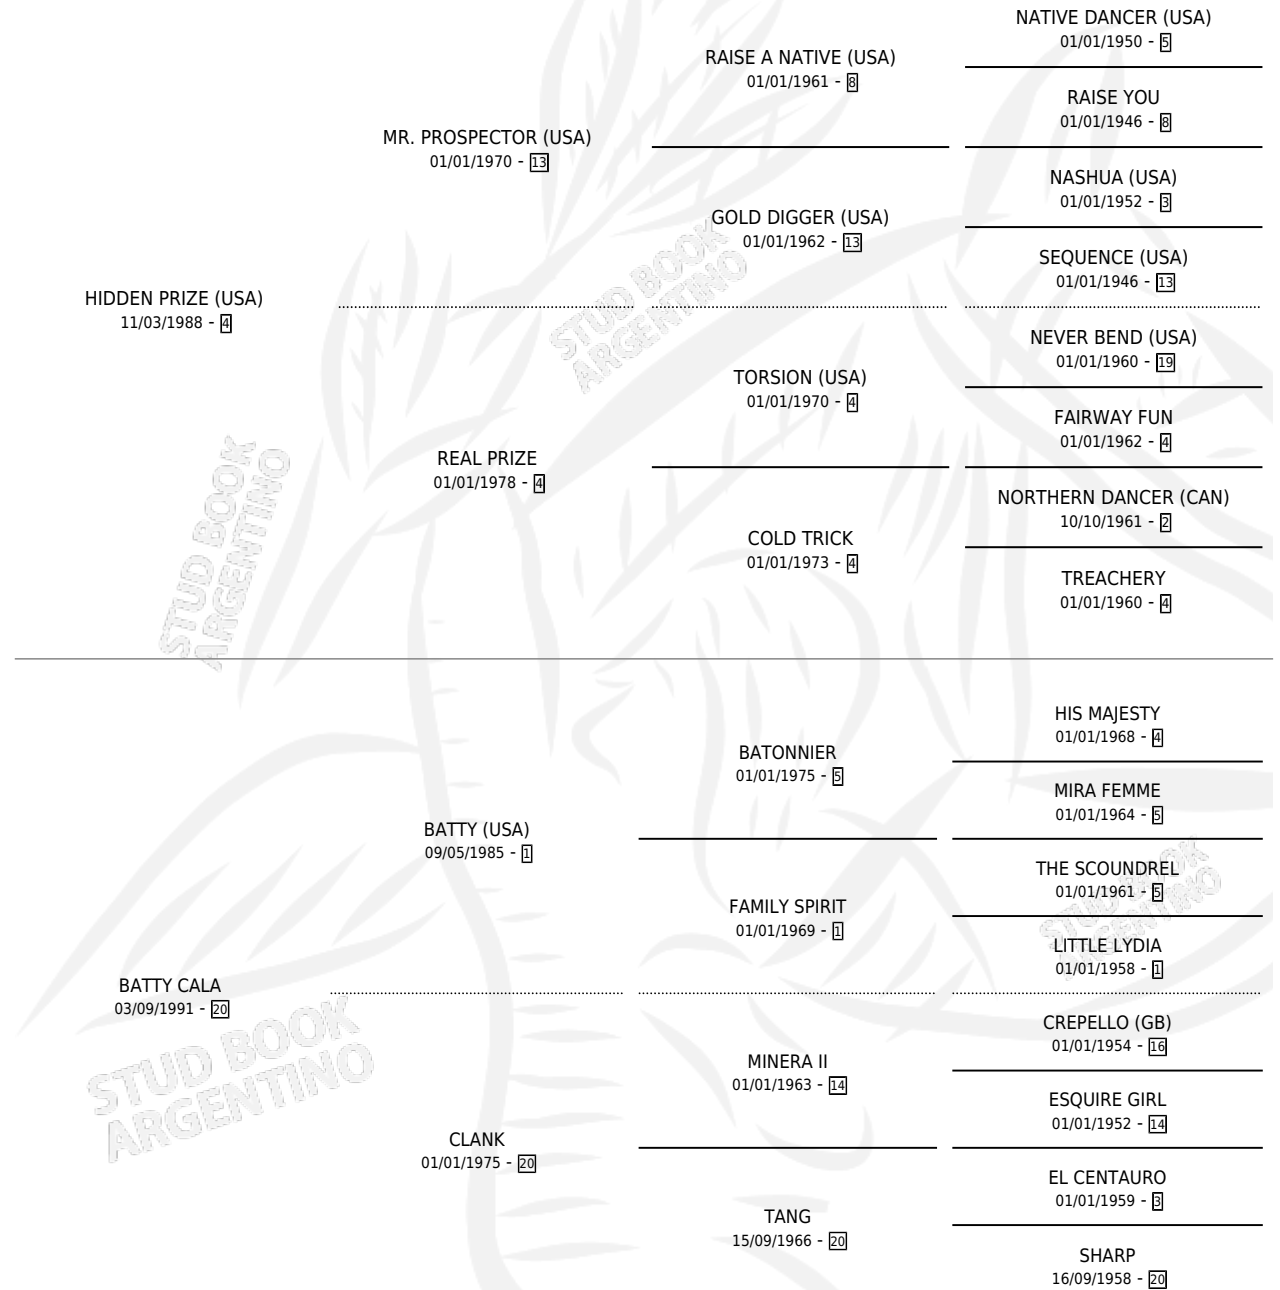 NATIVE DANCER (USA)
01/01/1950 - 5
RAISE A NATIVE (USA)
01/01/1961 - 8
RAISE YOU
01/01/1946 - 8
MR. PROSPECTOR (USA)
01/01/1970 - 13
NASHUA (USA)
01/01/1952 - 3
GOLD DIGGER (USA)
01/01/1962 - 13
SEQUENCE (USA)
01/01/1946 - 13
HIDDEN PRIZE (USA)
11/03/1988 - 4
NEVER BEND (USA)
01/01/1960 - 19
TORSION (USA)
01/01/1970 - 4
FAIRWAY FUN
01/01/1962 - 4
REAL PRIZE
01/01/1978 - 4
NORTHERN DANCER (CAN)
10/10/1961 - 2
COLD TRICK
01/01/1973 - 4
TREACHERY
01/01/1960 - 4
HIS MAJESTY
01/01/1968 - 4
BATONNIER
01/01/1975 - 5
MIRA FEMME
01/01/1964 - 5
BATTY (USA)
09/05/1985 - 1
THE SCOUNDREL
01/01/1961 - 5
FAMILY SPIRIT
01/01/1969 - 1
LITTLE LYDIA
01/01/1958 - 1
BATTY CALA
03/09/1991 - 20
CREPELLO (GB)
01/01/1954 - 16
MINERA II
01/01/1963 - 14
ESQUIRE GIRL
01/01/1952 - 14
CLANK
01/01/1975 - 20
EL CENTAURO
01/01/1959 - 3
TANG
15/09/1966 - 20
SHARP
16/09/1958 - 20
STUD BOOK
ARGENTINO
STUD BOOK
ARGENTINO
STUD BOOK
ARGENTINO
STUD BOOK
ARGENTINO